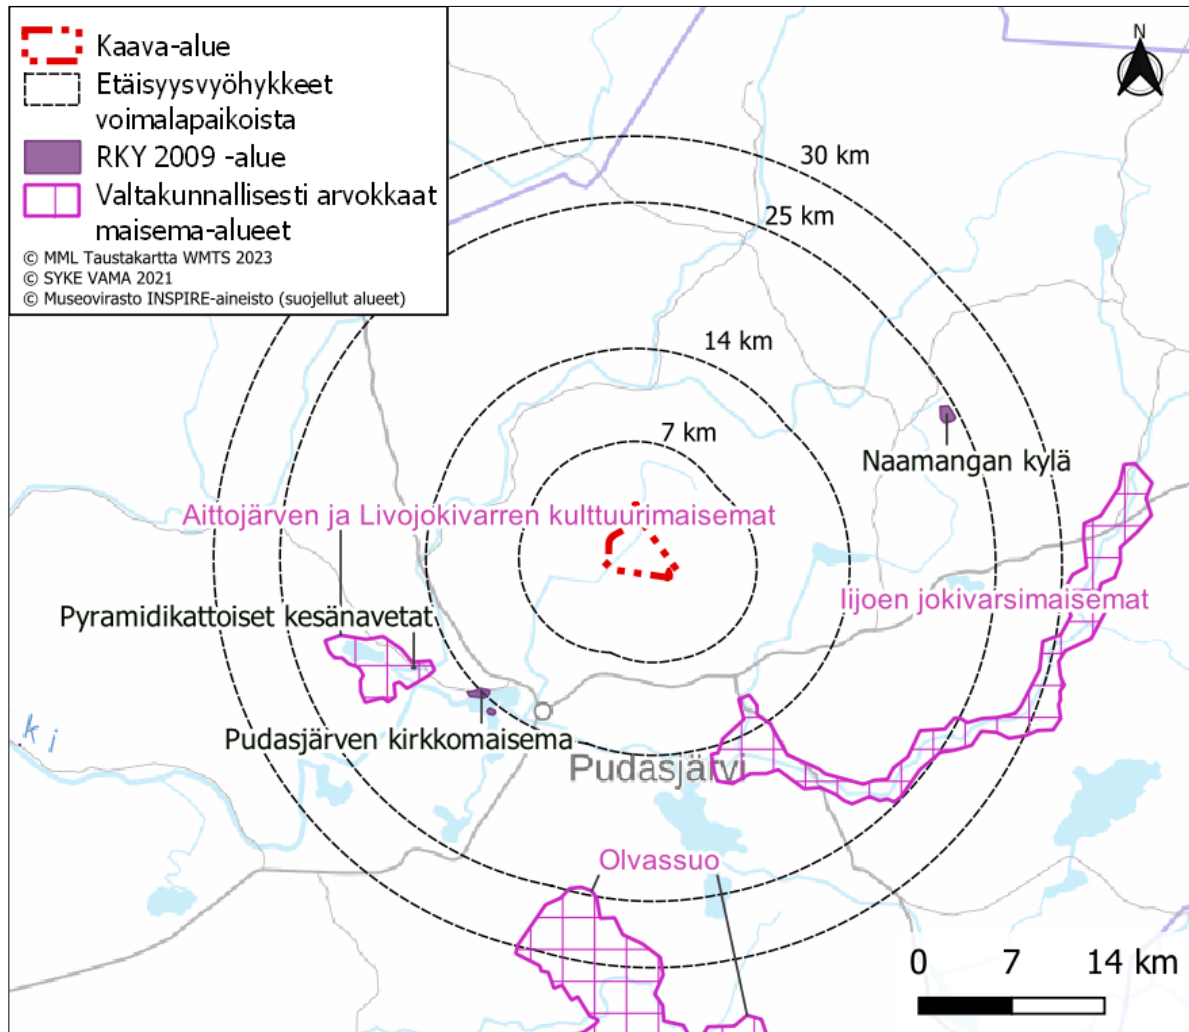 Kaava-alue
Etäisyysvyöhykkeet
voimalapaikoista
RKY 2009 -alue
Valtakunnallisesti arvokkaat
maisema-alueet
© MML Taustakartta WMTS 2023
© SYKE VAMA 2021
© Museovirasto INSPIRE-aineisto (suojellut alueet)
N
30 km
25 km
14 km
7 km
Naamangan kylä
Aittojärven ja Livojokivarren kulttuurimaisemat
Iijoen jokivarsimaisemat
Pyramidikattoiset kesänavetat
k i
Pudasjärven kirkkomaisema
Pudasjärvi
Olvassuo
0 7 14 km